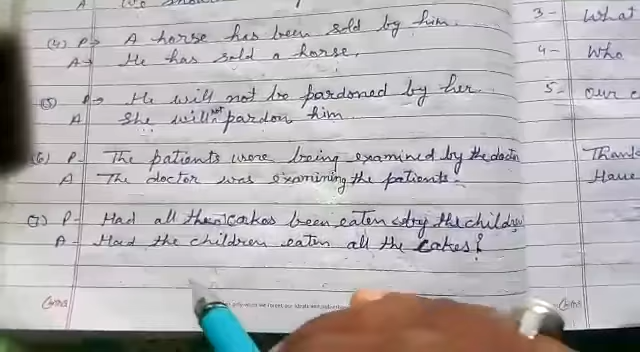 A
(4) P→ A horse has been sold by him.
A→ He has sold a horse.
(5) P→ He will not be pardoned by her
A She will not pardon him.
(6) P- The patients were being examined by the doctor
A The doctor was examining the patients.
(7) P- Had all the cakes been eaten by the children
A- Had the children eaten all the cakes?
3- What
4- Who
5- Our
Thank
Have